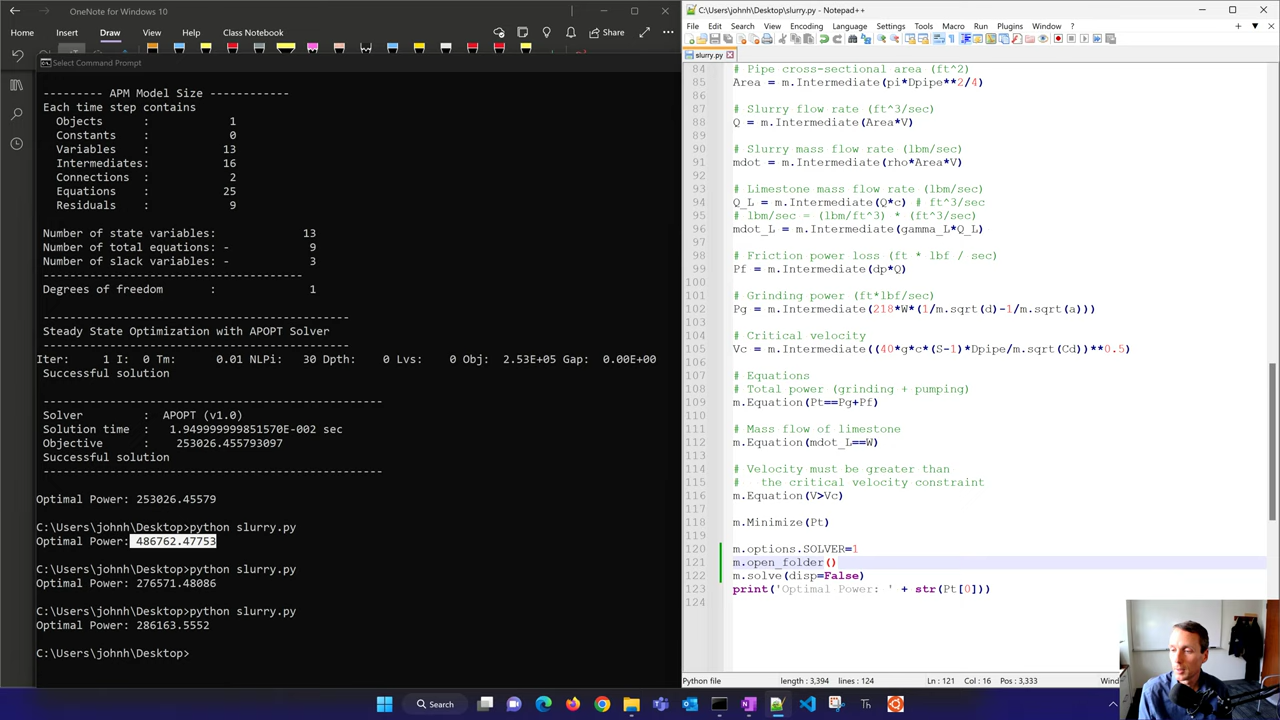 OneNote for Windows 10
Home
Insert
Draw
View
Help
Class Notebook
Share
Select Command Prompt
--------- APM Model Size ------------
Each time step contains
Objects : 1
Constants : 0
Variables : 13
Intermediates: 16
Connections : 2
Equations : 25
Residuals : 9
Number of state variables: 13
Number of total equations: - 9
Number of slack variables: - 3
---------------------------------------
Degrees of freedom : 1
----------------------------------------------
Steady State Optimization with APOPT Solver
----------------------------------------------
Iter: 1 I: 0 Tm: 0.01 NLPi: 30 Dpth: 0 Lvs: 0 Obj: 2.53E+05 Gap: 0.00E+00
Successful solution
---------------------------------------------------
Solver : APOPT (v1.0)
Solution time : 1.949999999851570E-002 sec
Objective : 253026.455793097
Successful solution
---------------------------------------------------
Optimal Power: 253026.45579
C:\Users\johnh\Desktop>python slurry.py
Optimal Power: 486762.47753
C:\Users\johnh\Desktop>python slurry.py
Optimal Power: 276571.48086
C:\Users\johnh\Desktop>python slurry.py
Optimal Power: 286163.5552
C:\Users\johnh\Desktop>
C:\Users\johnh\Desktop\slurry.py - Notepad++
File Edit Search View Encoding Language Settings Tools Macro Run Plugins Window ?
slurry.py
84 # Pipe cross-sectional area (ft^2)
85 Area = m.Intermediate(pi*Dpipe**2/4)
86
87 # Slurry flow rate (ft^3/sec)
88 Q = m.Intermediate(Area*V)
89
90 # Slurry mass flow rate (lbm/sec)
91 mdot = m.Intermediate(rho*Area*V)
92
93 # Limestone mass flow rate (lbm/sec)
94 Q_L = m.Intermediate(Q*c) # ft^3/sec
95 # lbm/sec = (lbm/ft^3) * (ft^3/sec)
96 mdot_L = m.Intermediate(gamma_L*Q_L)
97
98 # Friction power loss (ft * lbf / sec)
99 Pf = m.Intermediate(dp*Q)
100
101 # Grinding power (ft*lbf/sec)
102 Pg = m.Intermediate(218*W*(1/m.sqrt(d)-1/m.sqrt(a)))
103
104 # Critical velocity
105 Vc = m.Intermediate((40*g*c*(S-1)*Dpipe/m.sqrt(Cd))**0.5)
106
107 # Equations
108 # Total power (grinding + pumping)
109 m.Equation(Pt==Pg+Pf)
110
111 # Mass flow of limestone
112 m.Equation(mdot_L==W)
113
114 # Velocity must be greater than
115 # the critical velocity constraint
116 m.Equation(V>Vc)
117
118 m.Minimize(Pt)
119
120 m.options.SOLVER=1
121 m.open_folder()
122 m.solve(disp=False)
123 print('Optimal Power: ' + str(Pt[0]))
124
Python file
length : 3,394 lines : 124
Ln : 121 Col : 16 Pos : 3,333
Wind
Search
Th